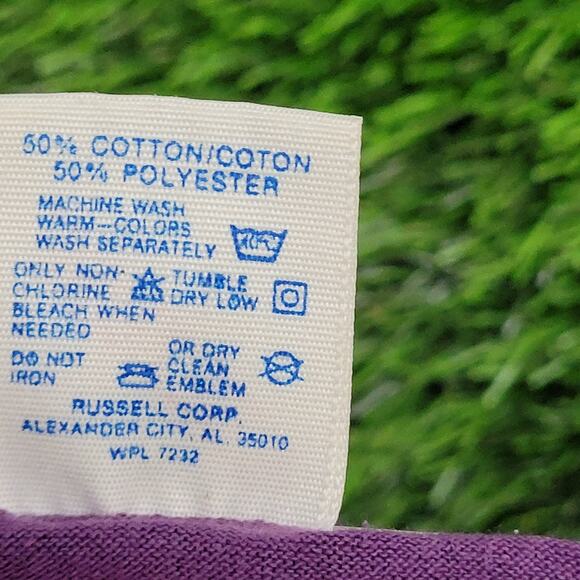 50% COTTON/COTON
50% POLYESTER
MACHINE WASH
WARM-COLORS
WASH SEPARATELY
40°C
ONLY NON-
CHLORINE
BLEACH WHEN
NEEDED
TUMBLE
DRY LOW
DO NOT
IRON
OR DRY
CLEAN
EMBLEM
RUSSELL CORP.
ALEXANDER CITY, AL. 35010
WPL 7232